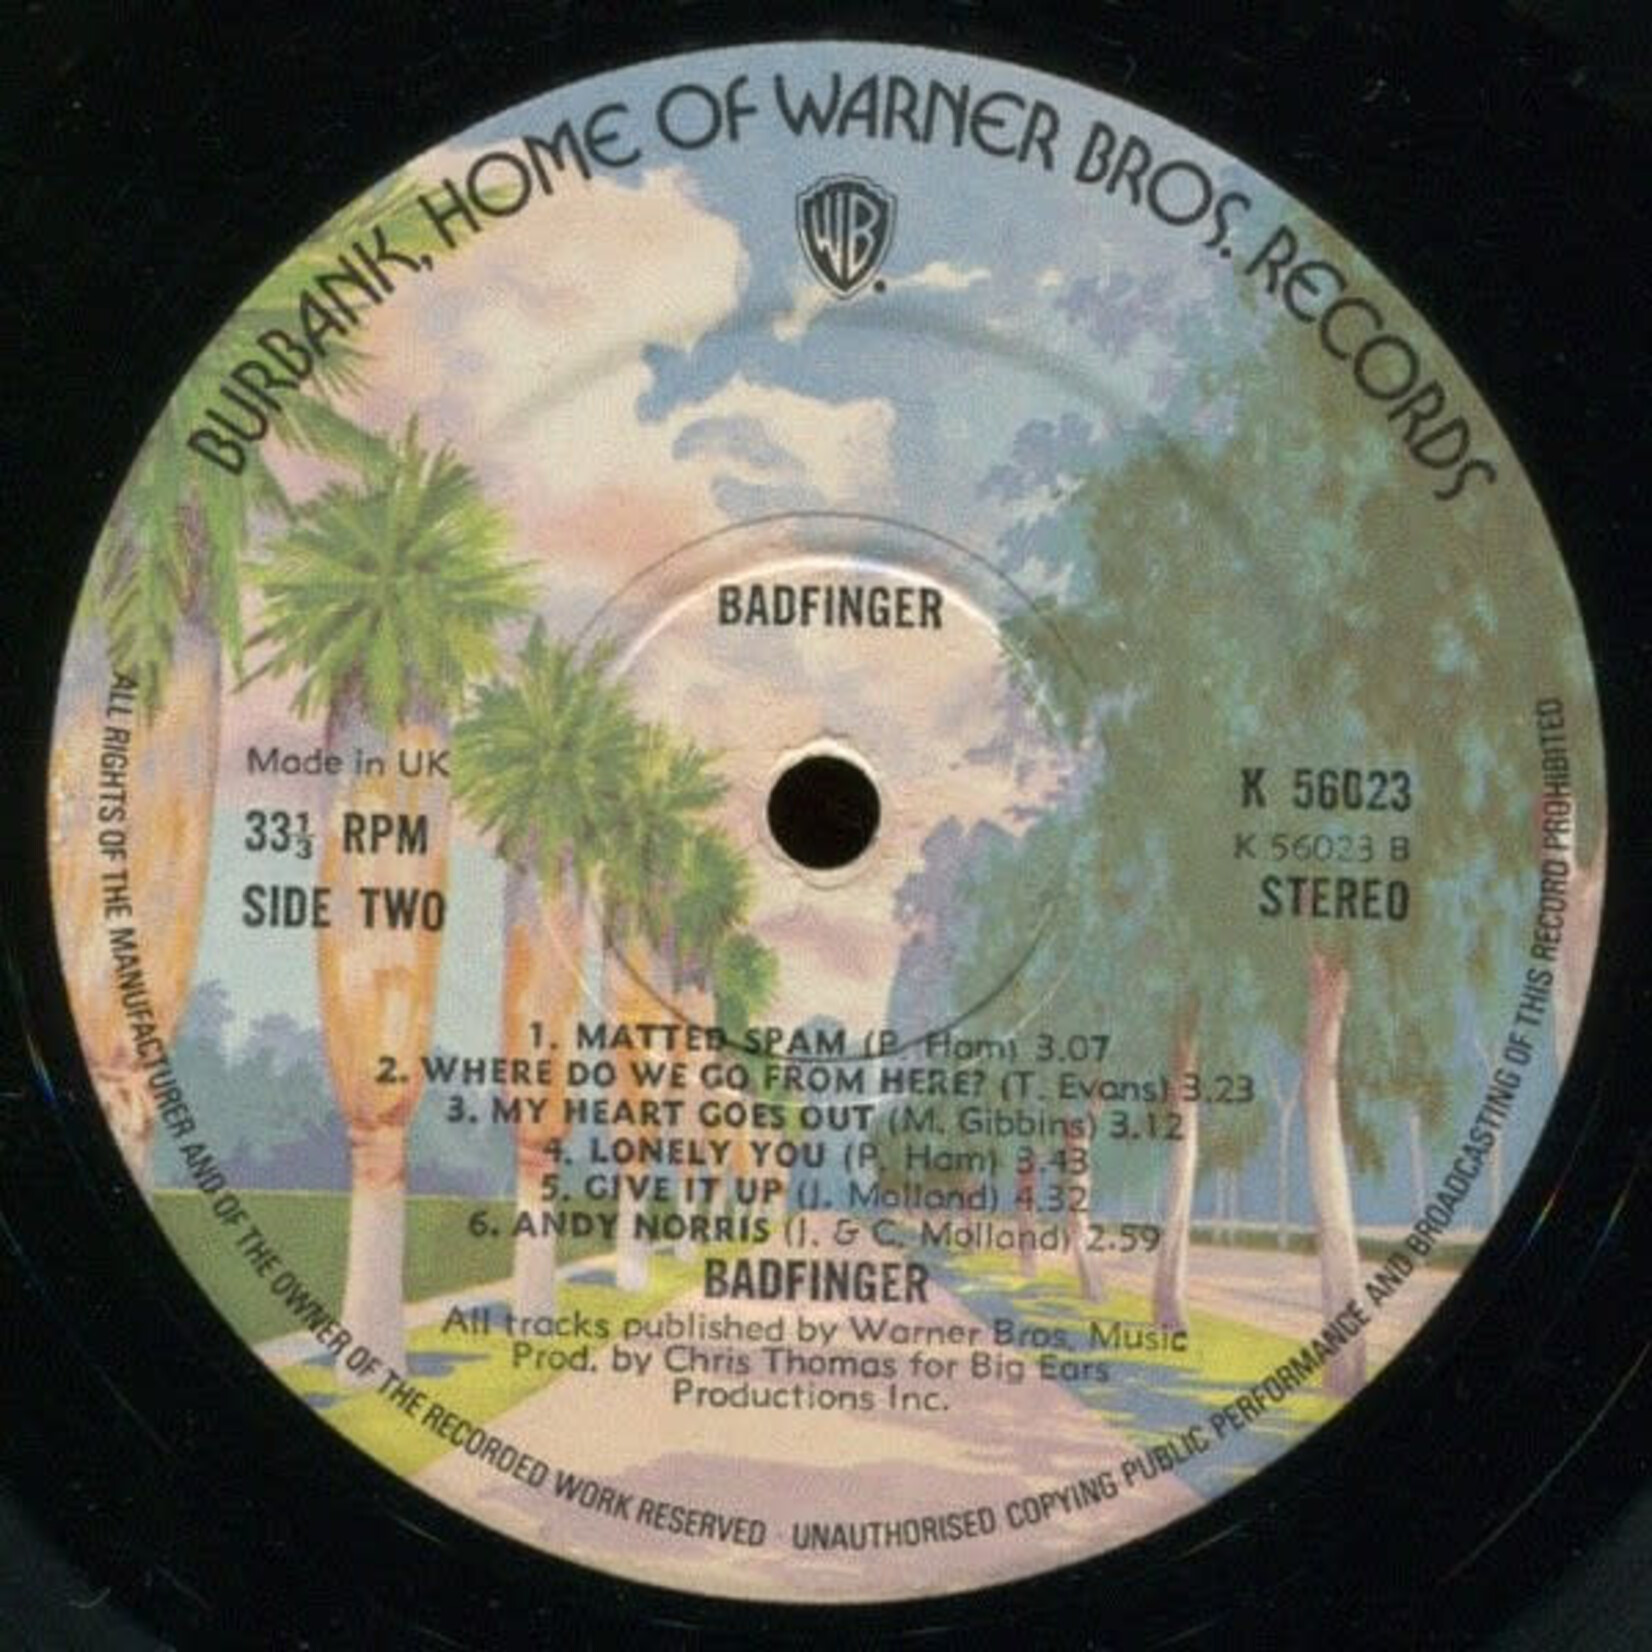 BURBANK, HOME OF WARNER BROS. RECORDS
WB
BADFINGER
Made in UK
33⅓ RPM
SIDE TWO
K 56023
K 56023 B
STEREO
1. MATTED SPAM (P. Ham) 3.07
2. WHERE DO WE GO FROM HERE? (T. Evans) 3.23
3. MY HEART GOES OUT (M. Gibbins) 3.12
4. LONELY YOU (P. Ham) 3.43
5. GIVE IT UP (J. Molland) 4.32
6. ANDY NORRIS (J. & C. Molland) 2.59
BADFINGER
All tracks published by Warner Bros. Music
Prod. by Chris Thomas for Big Ears
Productions Inc.
ALL RIGHTS OF THE MANUFACTURER AND OF THE OWNER OF THE RECORDED WORK RESERVED · UNAUTHORISED COPYING PUBLIC PERFORMANCE AND BROADCASTING OF THIS RECORD PROHIBITED